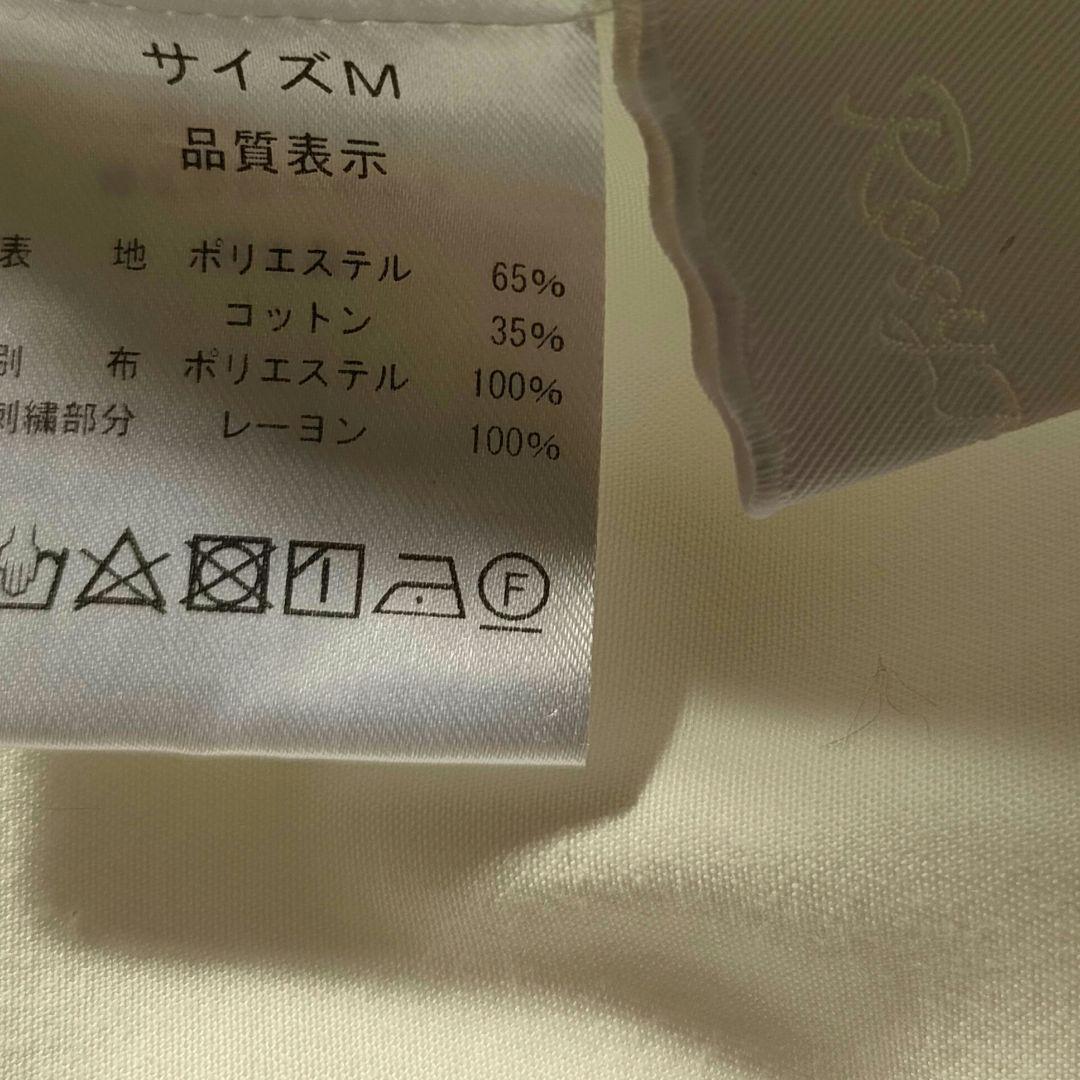 サイズM
品質表示
表 地 ポリエステル 65%
コットン 35%
別 布 ポリエステル 100%
刺繍部分 レーヨン 100%
F